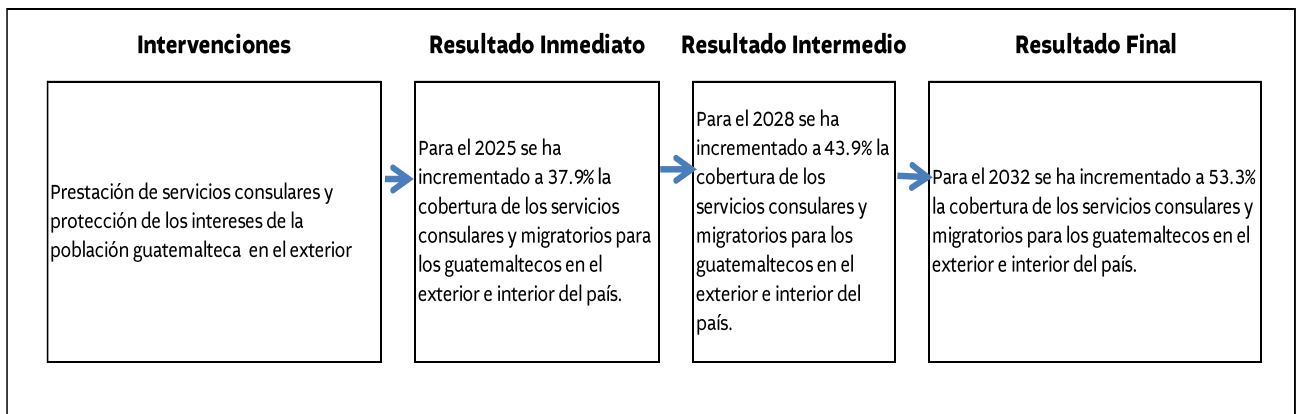 Intervenciones
Resultado Inmediato
Resultado Intermedio
Resultado Final
Prestación de servicios consulares y
protección de los intereses de la
población guatemalteca  en el exterior
Para el 2025 se ha
incrementado a 37.9% la
cobertura de los servicios
consulares y migratorios para
los guatemaltecos en el
exterior e interior del país.
Para el 2028 se ha
incrementado a 43.9% la
cobertura de los
servicios consulares y
migratorios para los
guatemaltecos en el
exterior e interior del
país.
Para el 2032 se ha incrementado a 53.3%
la cobertura de los servicios consulares y
migratorios para los guatemaltecos en el
exterior e interior del país.